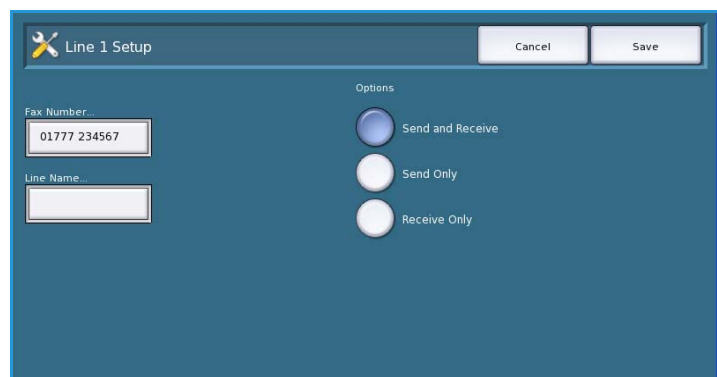 Line 1 Setup
Cancel
Save
Options
Fax Number...
01777 234567
Send and Receive
Line Name...
Send Only
Receive Only